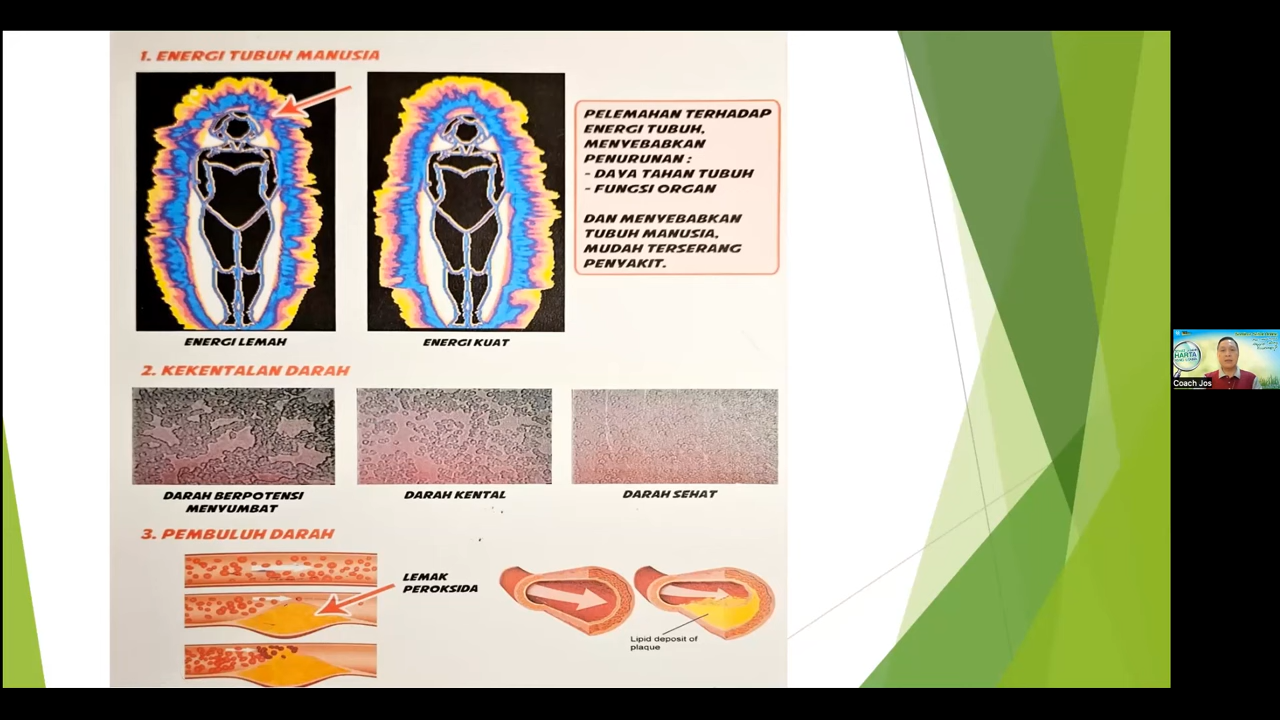 1. ENERGI TUBUH MANUSIA
ENERGI LEMAH
ENERGI KUAT
PELEMAHAN TERHADAP
ENERGI TUBUH,
MENYEBABKAN
PENURUNAN :
- DAYA TAHAN TUBUH
- FUNGSI ORGAN
DAN MENYEBABKAN
TUBUH MANUSIA,
MUDAH TERSERANG
PENYAKIT.
2. KEKENTALAN DARAH
DARAH BERPOTENSI
MENYUMBAT
DARAH KENTAL
DARAH SEHAT
3. PEMBULUH DARAH
LEMAK
PEROKSIDA
Lipid deposit of
plaque
HARTA
Coach Jos